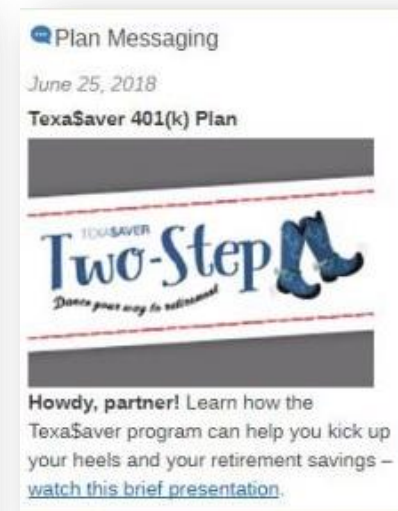 Plan Messaging
June 25, 2018
Texa$aver 401(k) Plan
TEXA$AVER
Two-Step
Dance your way to retirement
Howdy, partner! Learn how the
Texa$aver program can help you kick up
your heels and your retirement savings –
watch this brief presentation.